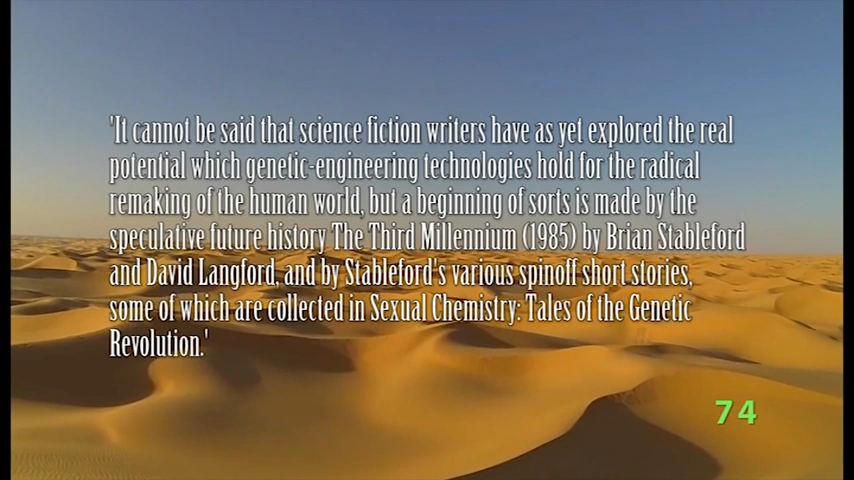 'It cannot be said that science fiction writers have as yet explored the real
potential which genetic-engineering technologies hold for the radical
remaking of the human world, but a beginning of sorts is made by the
speculative future history The Third Millennium (1985) by Brian Stableford
and David Langford, and by Stableford's various spinoff short stories,
some of which are collected in Sexual Chemistry: Tales of the Genetic
Revolution.'
74